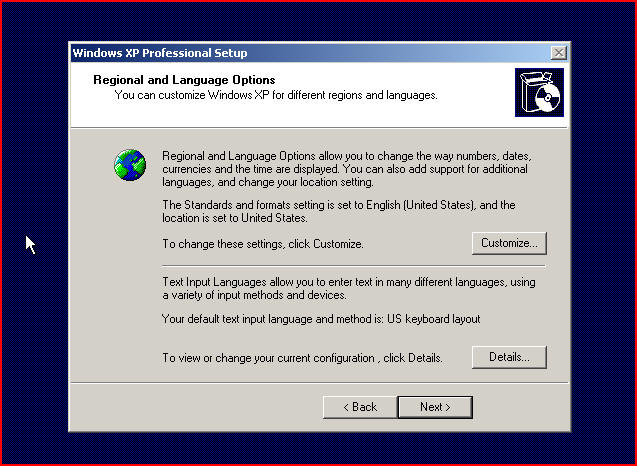 Windows XP Professional Setup
Regional and Language Options
You can customize Windows XP for different regions and languages.
Regional and Language Options allow you to change the way numbers, dates,
currencies and the time are displayed. You can also add support for additional
languages, and change your location setting.
The Standards and formats setting is set to English (United States), and the
location is set to United States.
To change these settings, click Customize.
Customize...
Text Input Languages allow you to enter text in many different languages, using
a variety of input methods and devices.
Your default text input language and method is: US keyboard layout
To view or change your current configuration , click Details.
Details...
< Back
Next >